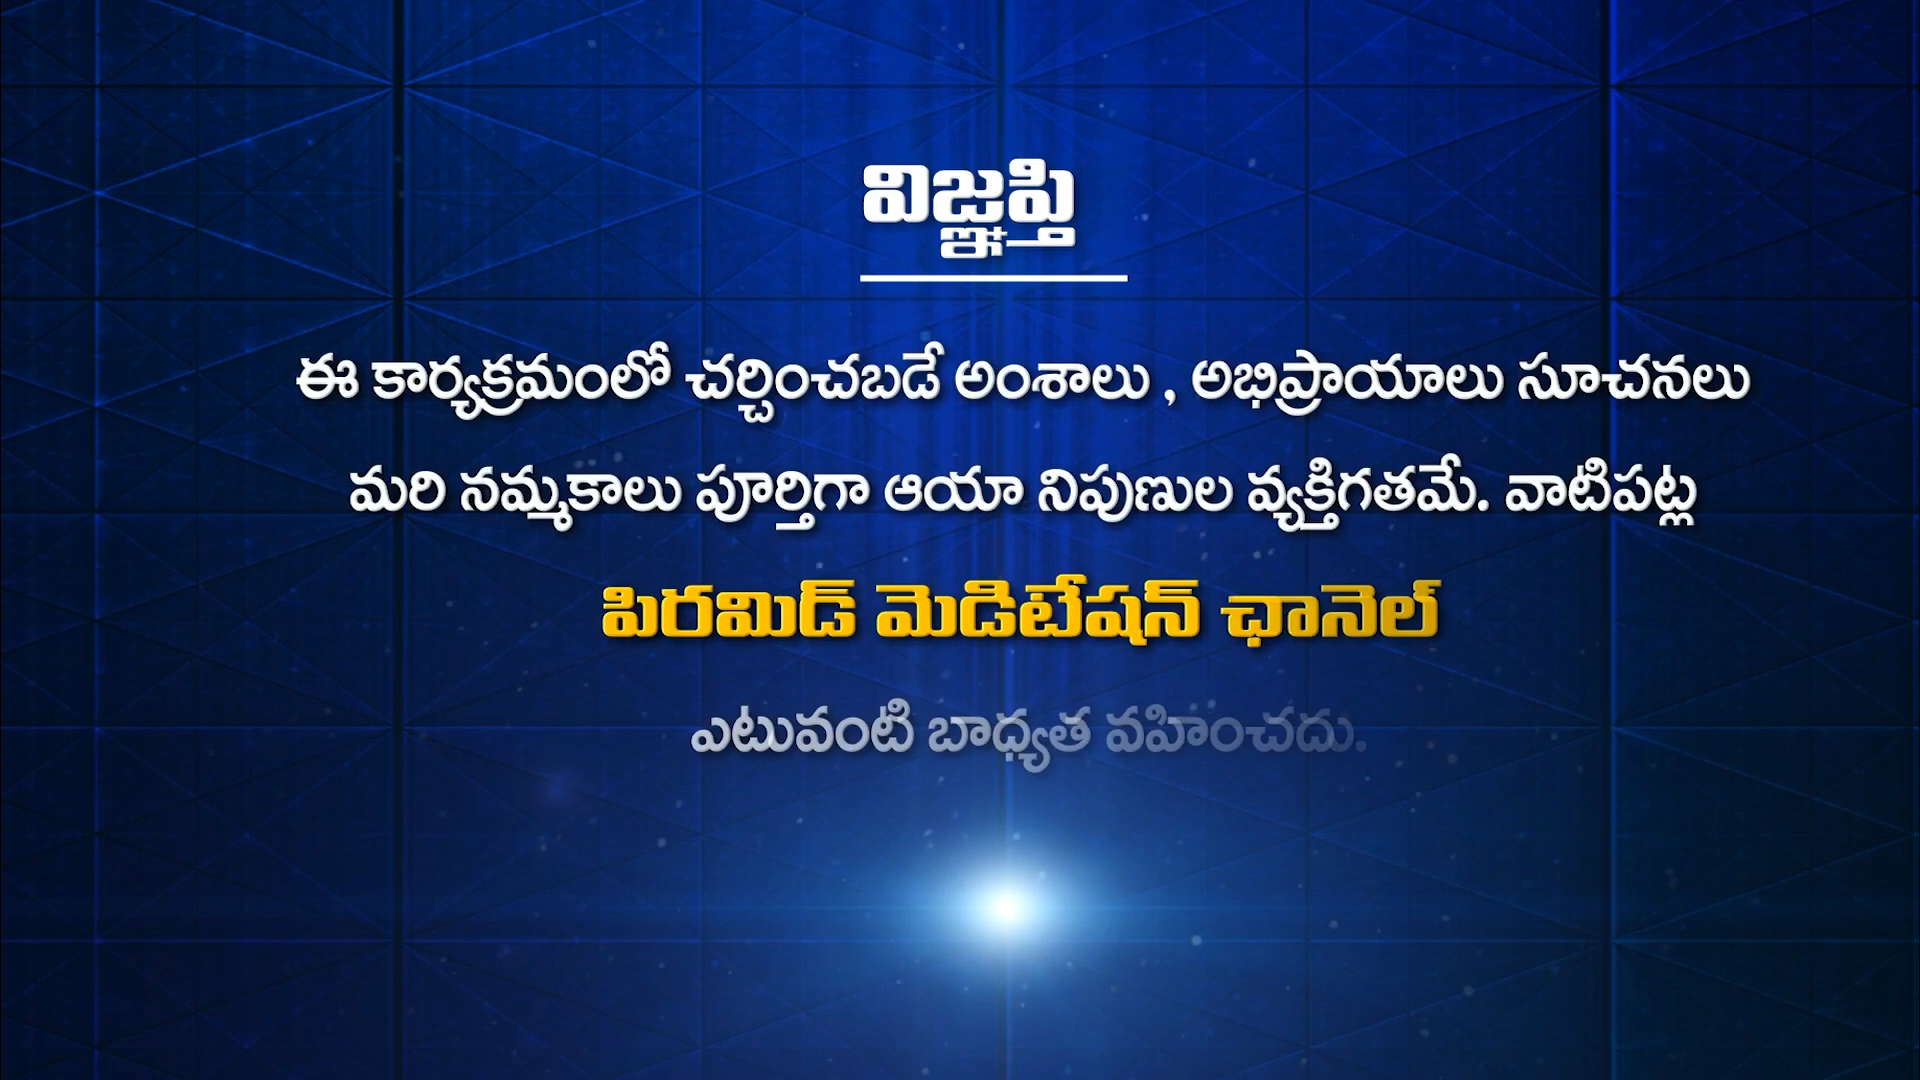 విజ్ఞప్తి
ఈ కార్యక్రమంలో చర్చించబడే అంశాలు , అభిప్రాయాలు సూచనలు
మరి నమ్మకాలు పూర్తిగా ఆయా నిపుణుల వ్యక్తిగతమే. వాటిపట్ల
పిరమిడ్ మెడిటేషన్ ఛానెల్
ఎటువంటి బాధ్యత వహించదు.